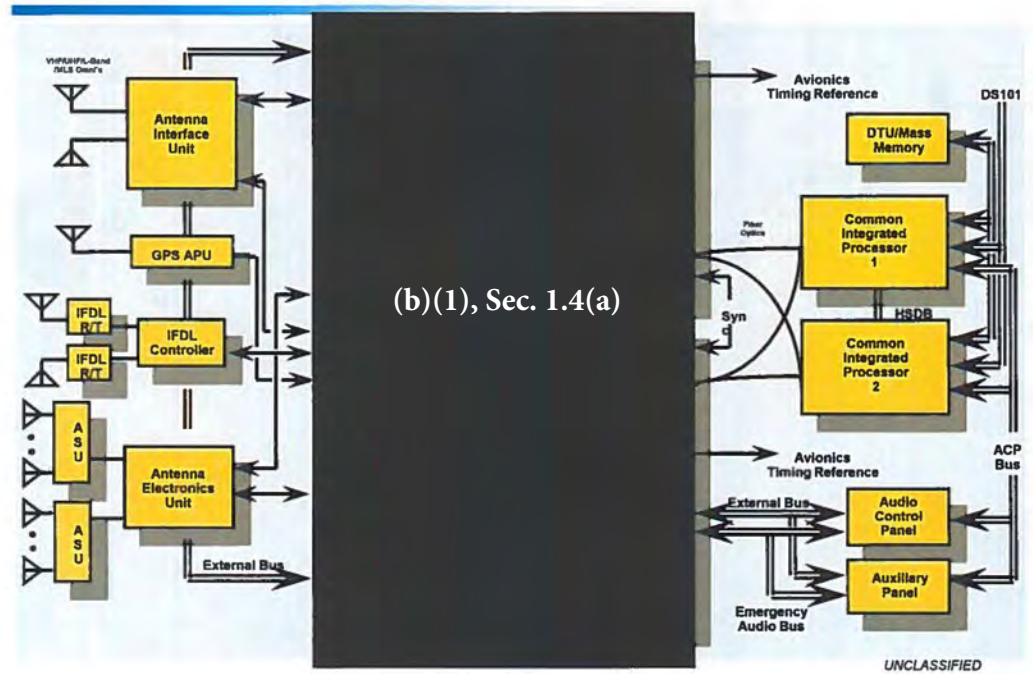 VHF/UHF/L-Band
/MLS Omni's
Antenna
Interface
Unit
GPS APU
IFDL
R/T
IFDL
R/T
IFDL
Controller
A
S
U
A
S
U
Antenna
Electronics
Unit
External Bus
(b)(1), Sec. 1.4(a)
Avionics
Timing Reference
DS101
DTU/Mass
Memory
Fiber
Optics
Common
Integrated
Processor
1
HSDB
Syn
c
Common
Integrated
Processor
2
Avionics
Timing Reference
ACP
Bus
External Bus
Audio
Control
Panel
Auxiliary
Panel
Emergency
Audio Bus
UNCLASSIFIED